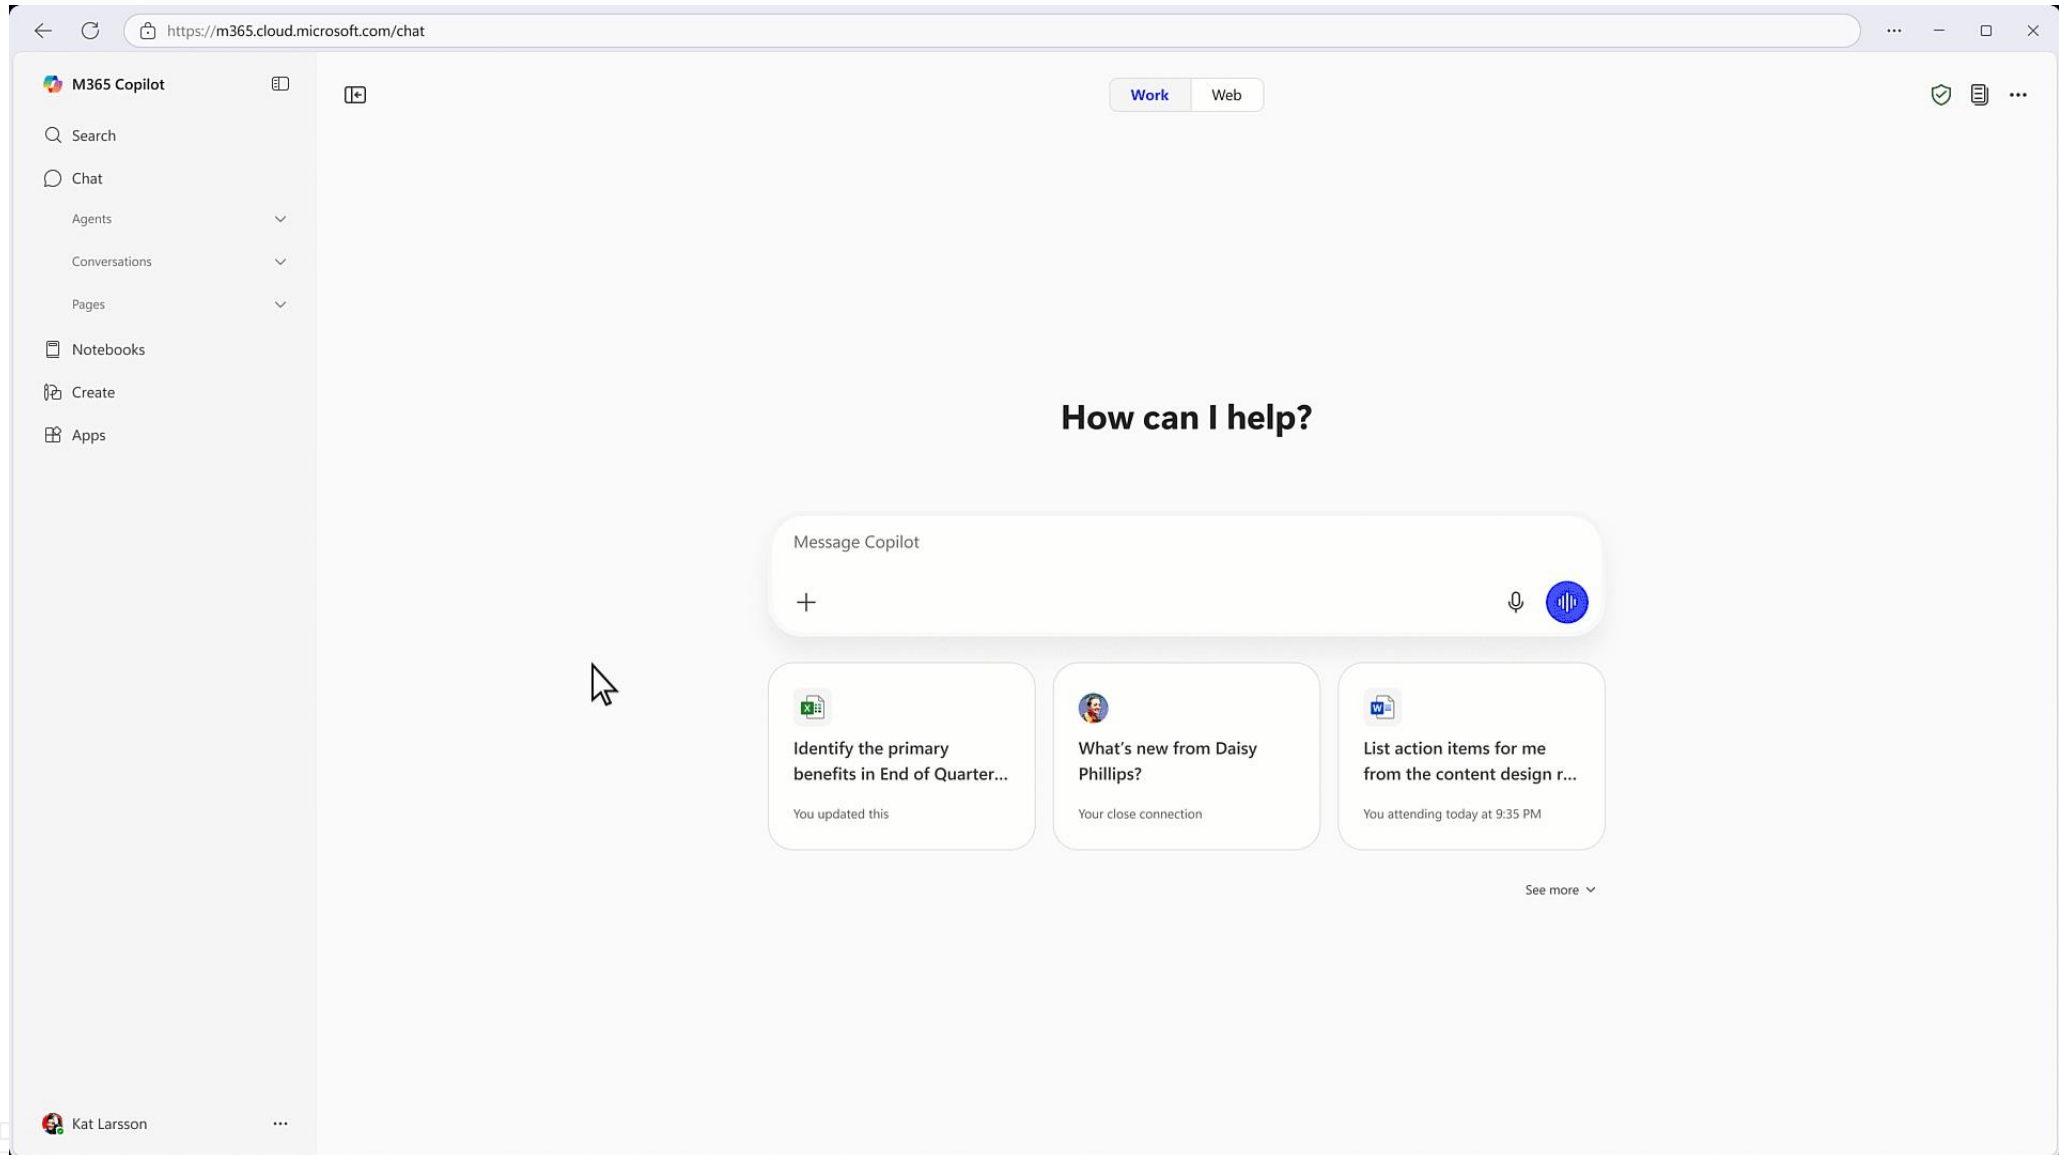 https://m365.cloud.microsoft.com/chat
M365 Copilot
Search
Chat
Agents
Conversations
Pages
Notebooks
Create
Apps
Kat Larsson
Work
Web
How can I help?
Message Copilot
Identify the primary
benefits in End of Quarter...
You updated this
What's new from Daisy
Phillips?
Your close connection
List action items for me
from the content design r...
You attending today at 9:35 PM
See more